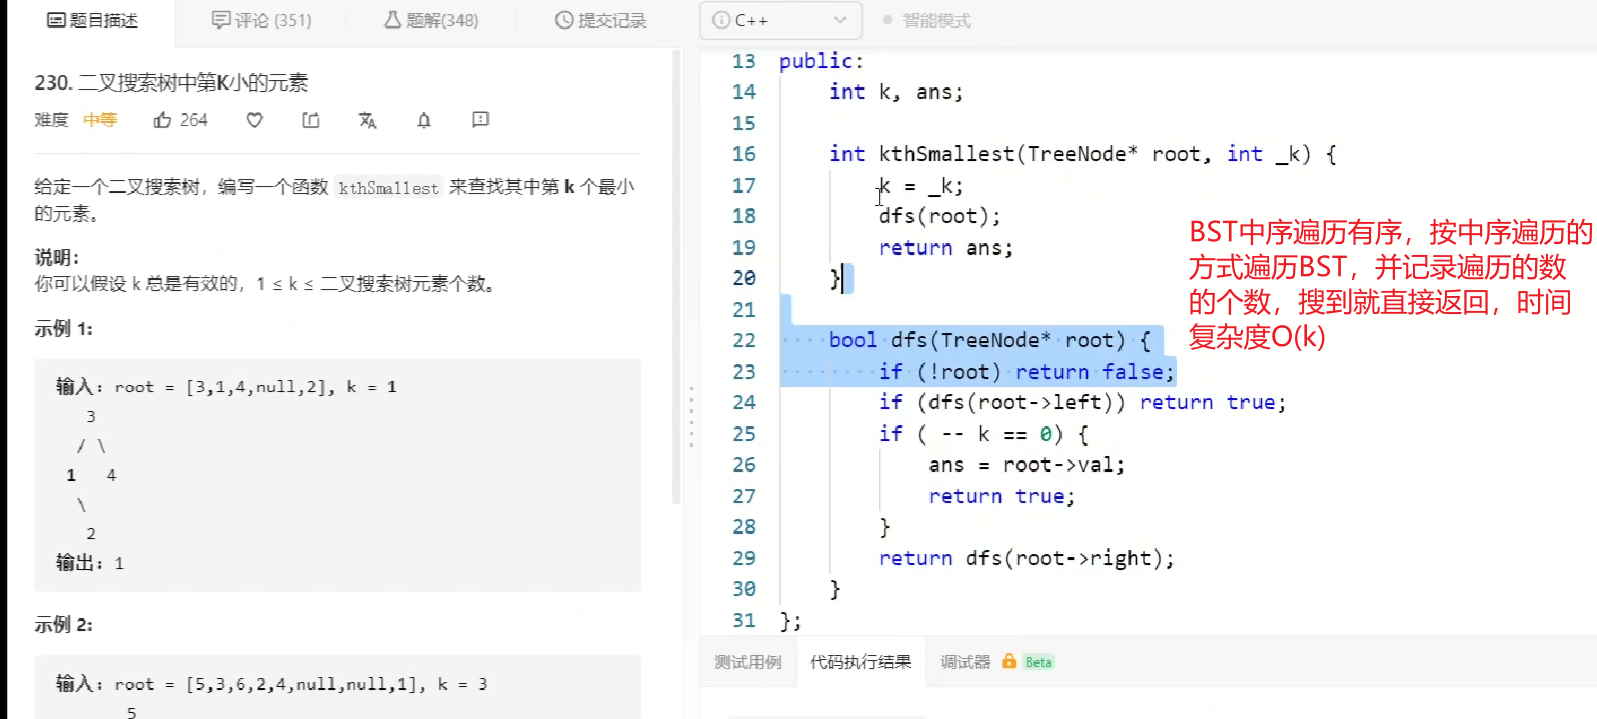 题目描述
评论 (351)
题解(348)
提交记录
230. 二叉搜索树中第K小的元素
难度 中等 264
给定一个二叉搜索树，编写一个函数 kthSmallest 来查找其中第 k 个最小
的元素。
说明：
你可以假设 k 总是有效的，1 ≤ k ≤ 二叉搜索树元素个数。
示例 1:
输入: root = [3,1,4,null,2], k = 1
3
/ \
1 4
\
2
输出: 1
示例 2:
输入: root = [5,3,6,2,4,null,null,1], k = 3
5
C++
智能模式
13 public:
14 int k, ans;
15
16 int kthSmallest(TreeNode* root, int _k) {
17 k = _k;
18 dfs(root);
19 return ans;
20 }
21
22 bool dfs(TreeNode* root) {
23 if (!root) return false;
24 if (dfs(root->left)) return true;
25 if ( -- k == 0) {
26 ans = root->val;
27 return true;
28 }
29 return dfs(root->right);
30 }
31 };
BST中序遍历有序，按中序遍历的
方式遍历BST，并记录遍历的数
的个数，搜到就直接返回，时间
复杂度O(k)
测试用例
代码执行结果
调试器 Beta